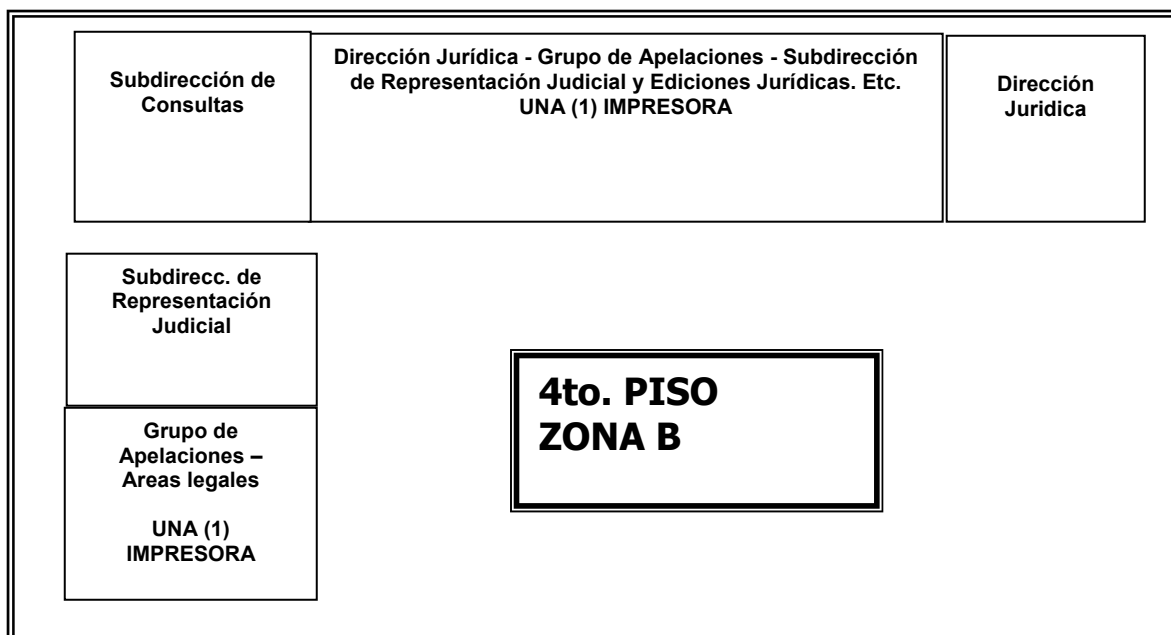 Subdirección de
Consultas
Dirección Jurídica - Grupo de Apelaciones - Subdirección
de Representación Judicial y Ediciones Jurídicas. Etc.
UNA (1) IMPRESORA
Dirección
Juridica
Subdirecc. de
Representación
Judicial
Grupo de
Apelaciones –
Areas legales
UNA (1)
IMPRESORA
4to. PISO
ZONA B